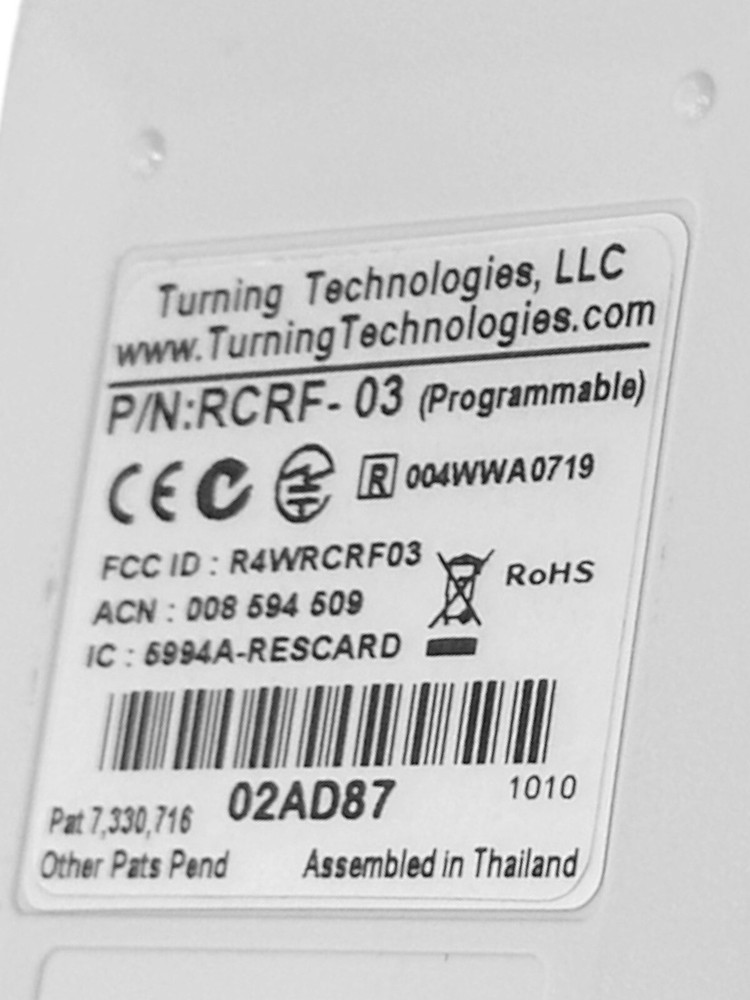 Turning Technologies, LLC
www.TurningTechnologies.com
P/N:RCRF- 03 (Programmable)
CE R 004WWA0719
FCC ID : R4WRCRF03
RoHS
ACN : 008 594 509
IC : 5994A-RESCARD
02AD87
1010
Pat 7,330,716
Other Pats Pend
Assembled in Thailand